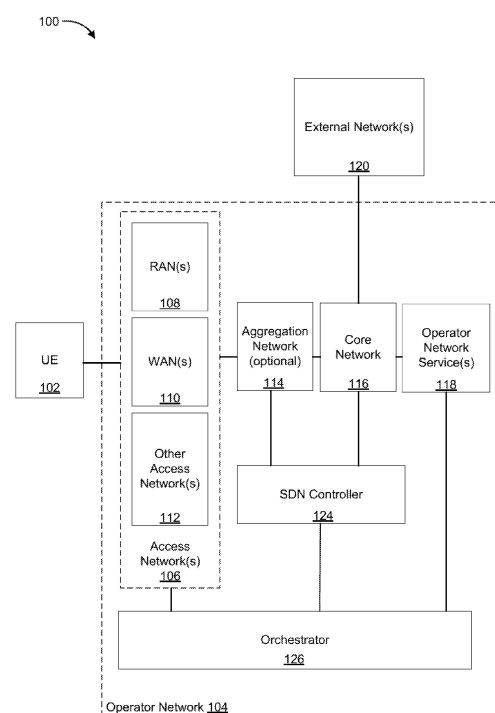 100
External Network(s)
120
RAN(s)
108
UE
102
WAN(s)
110
Aggregation
Network
(optional)
114
Core
Network
116
Operator
Network
Service(s)
118
Other
Access
Network(s)
112
Access
Network(s)
106
SDN Controller
124
Orchestrator
126
Operator Network 104